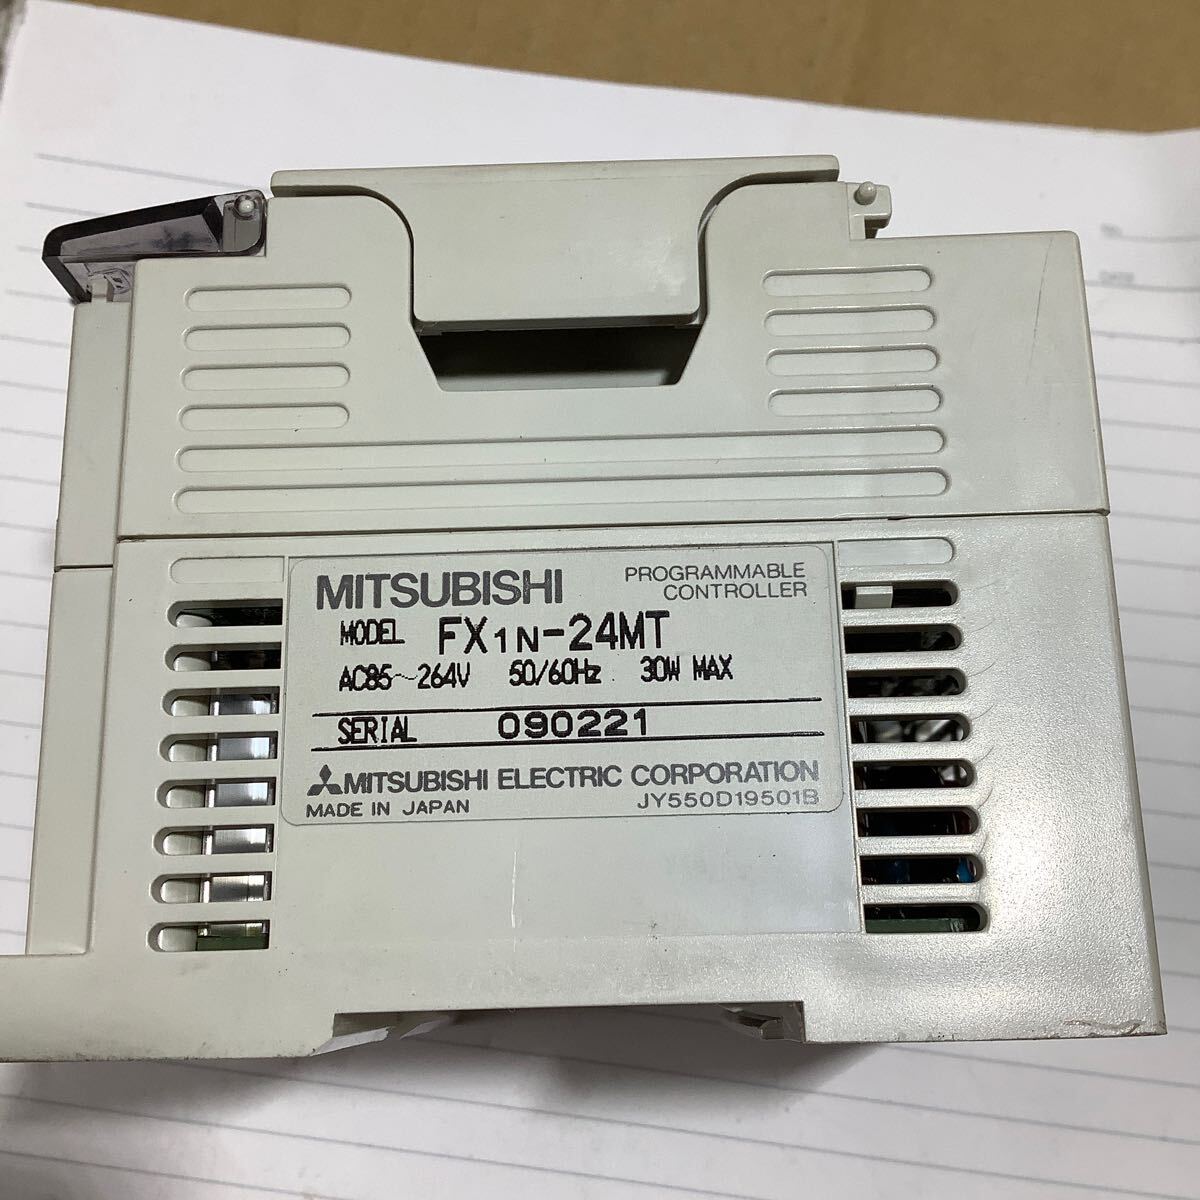 MITSUBISHI
PROGRAMMABLE
CONTROLLER
MODEL FX1N-24MT
AC85~264V 50/60Hz 30W MAX
SERIAL 090221
MITSUBISHI ELECTRIC CORPORATION
MADE IN JAPAN JY550D19501B